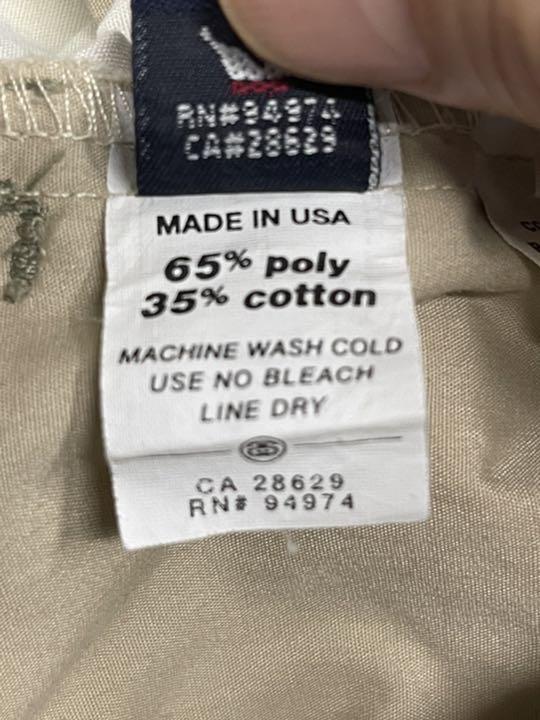 RN#94974
CA#28629
MADE IN USA
65% poly
35% cotton
MACHINE WASH COLD
USE NO BLEACH
LINE DRY
CA 28629
RN# 94974